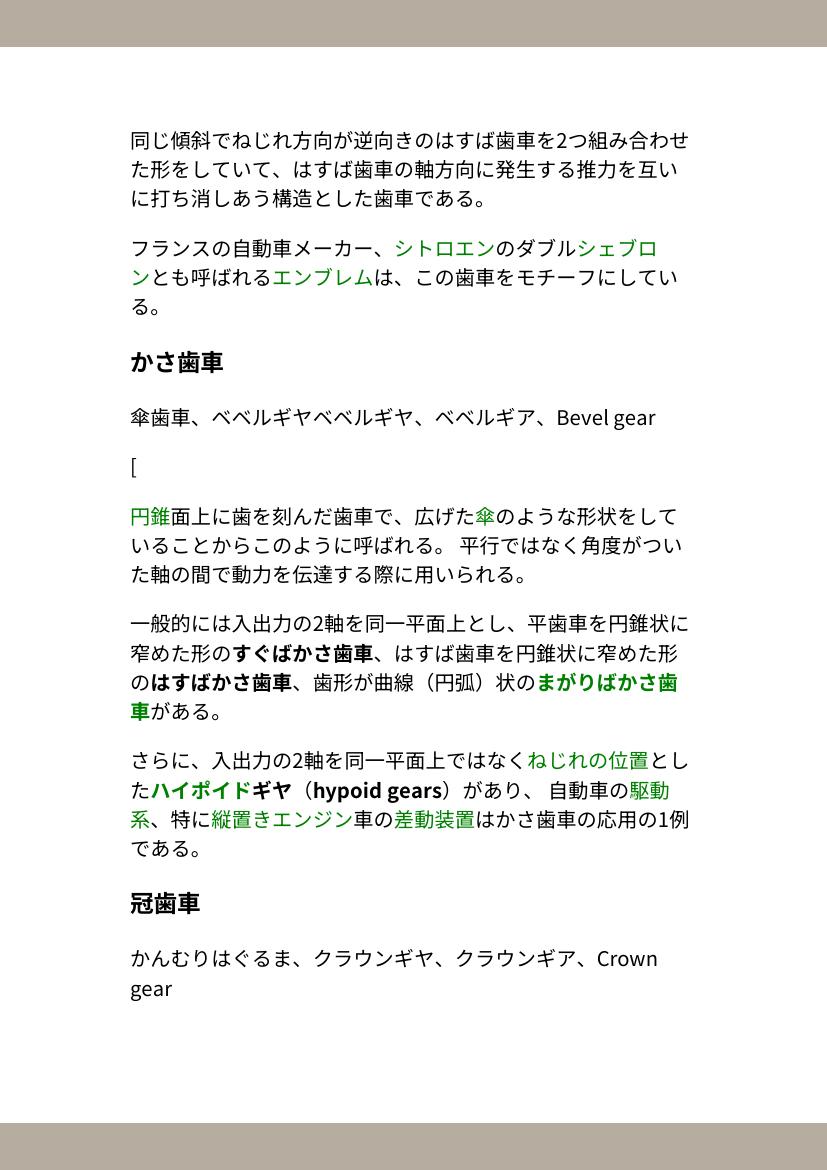 同じ傾斜でねじれ方向が逆向きのはすば歯車を2つ組み合わせ
た形をしていて、はすば歯車の軸方向に発生する推力を互い
に打ち消しあう構造とした歯車である。
フランスの自動車メーカー、シトロエンのダブルシェブロ
ンとも呼ばれるエンブレムは、この歯車をモチーフにしてい
る。
かさ歯車
傘歯車、ベベルギヤベベルギヤ、ベベルギア、Bevel gear
[
円錐面上に歯を刻んだ歯車で、広げた傘のような形状をして
いることからこのように呼ばれる。 平行ではなく角度がつい
た軸の間で動力を伝達する際に用いられる。
一般的には入出力の2軸を同一平面上とし、平歯車を円錐状に
窄めた形のすぐばかさ歯車、はすば歯車を円錐状に窄めた形
のはすばかさ歯車、歯形が曲線（円弧）状のまがりばかさ歯
車がある。
さらに、入出力の2軸を同一平面上ではなくねじれの位置とし
たハイポイドギヤ（hypoid gears）があり、 自動車の駆動
系、特に縦置きエンジン車の差動装置はかさ歯車の応用の1例
である。
冠歯車
かんむりはぐるま、クラウンギヤ、クラウンギア、Crown
gear